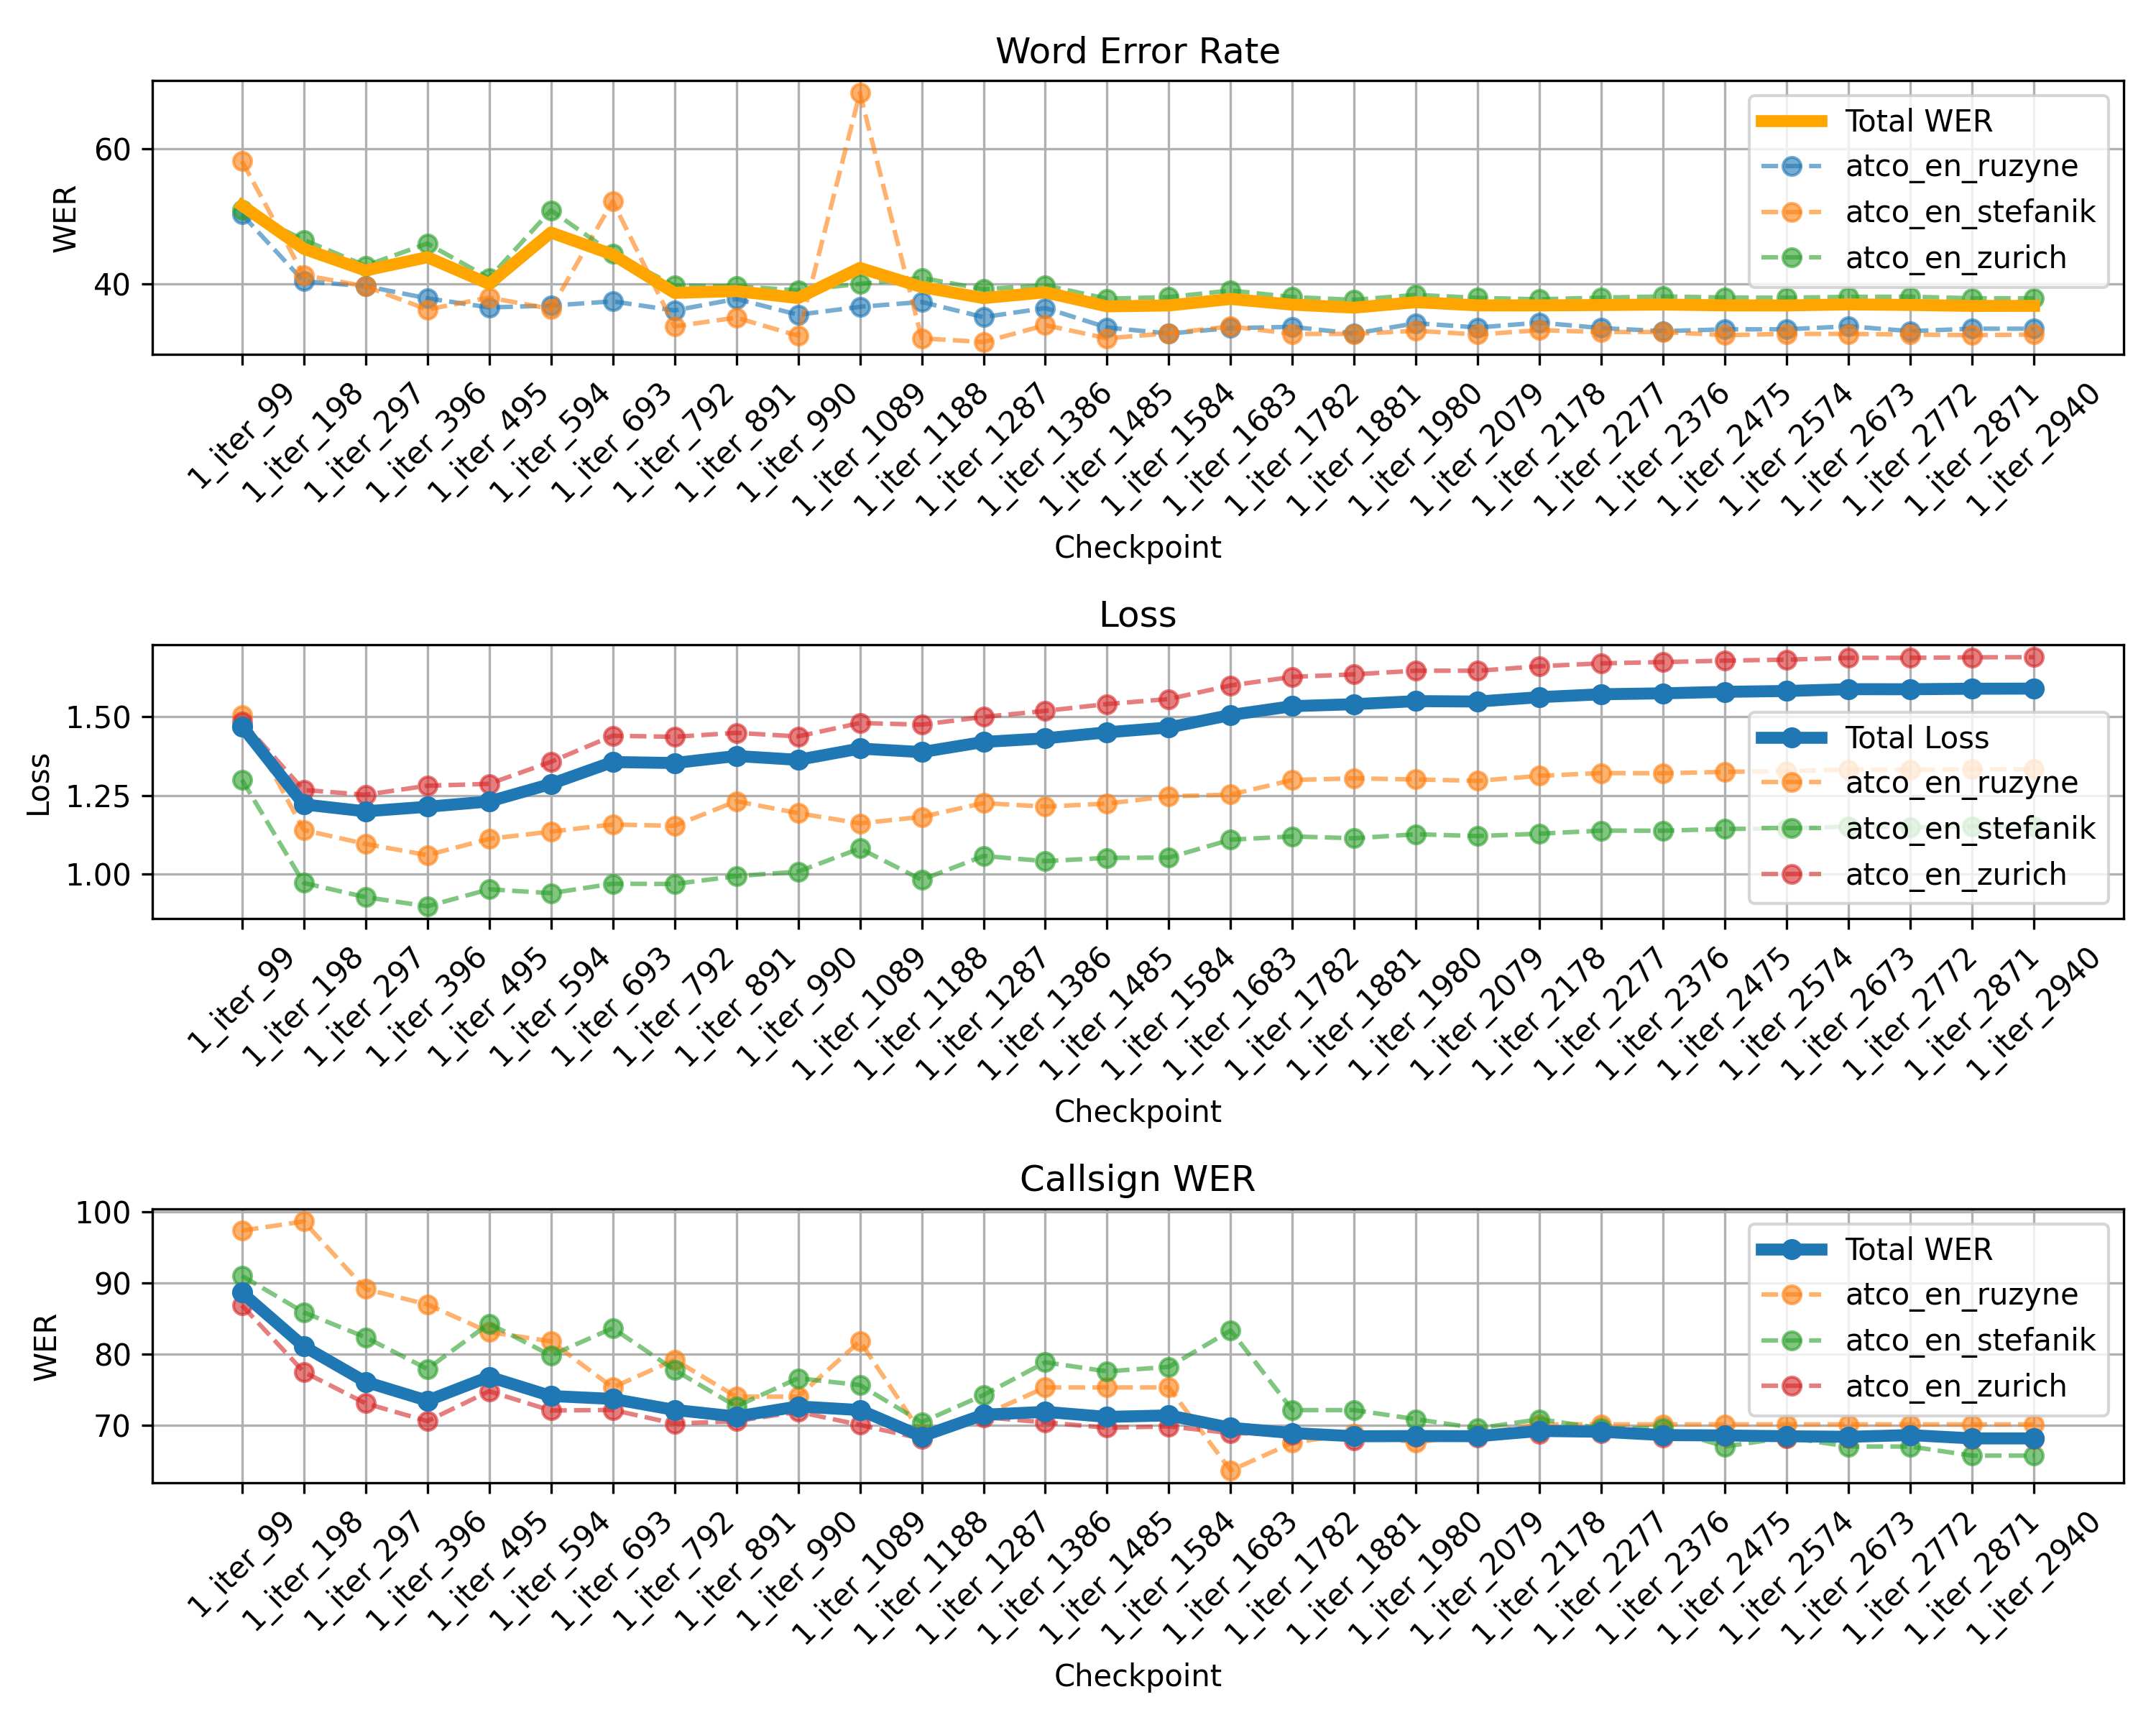 Word Error Rate
WER
60
40
Total WER
atco_en_ruzyne
atco_en_stefanik
atco_en_zurich
1_iter_99
1_iter_198
1_iter_297
1_iter_396
1_iter_495
1_iter_594
1_iter_693
1_iter_792
1_iter_891
1_iter_990
1_iter_1089
1_iter_1188
1_iter_1287
1_iter_1386
1_iter_1485
1_iter_1584
1_iter_1683
1_iter_1782
1_iter_1881
1_iter_1980
1_iter_2079
1_iter_2178
1_iter_2277
1_iter_2376
1_iter_2475
1_iter_2574
1_iter_2673
1_iter_2772
1_iter_2871
1_iter_2940
Checkpoint
Loss
Loss
1.50
1.25
1.00
Total Loss
atco_en_ruzyne
atco_en_stefanik
atco_en_zurich
1_iter_99
1_iter_198
1_iter_297
1_iter_396
1_iter_495
1_iter_594
1_iter_693
1_iter_792
1_iter_891
1_iter_990
1_iter_1089
1_iter_1188
1_iter_1287
1_iter_1386
1_iter_1485
1_iter_1584
1_iter_1683
1_iter_1782
1_iter_1881
1_iter_1980
1_iter_2079
1_iter_2178
1_iter_2277
1_iter_2376
1_iter_2475
1_iter_2574
1_iter_2673
1_iter_2772
1_iter_2871
1_iter_2940
Checkpoint
Callsign WER
WER
100
90
80
70
Total WER
atco_en_ruzyne
atco_en_stefanik
atco_en_zurich
1_iter_99
1_iter_198
1_iter_297
1_iter_396
1_iter_495
1_iter_594
1_iter_693
1_iter_792
1_iter_891
1_iter_990
1_iter_1089
1_iter_1188
1_iter_1287
1_iter_1386
1_iter_1485
1_iter_1584
1_iter_1683
1_iter_1782
1_iter_1881
1_iter_1980
1_iter_2079
1_iter_2178
1_iter_2277
1_iter_2376
1_iter_2475
1_iter_2574
1_iter_2673
1_iter_2772
1_iter_2871
1_iter_2940
Checkpoint